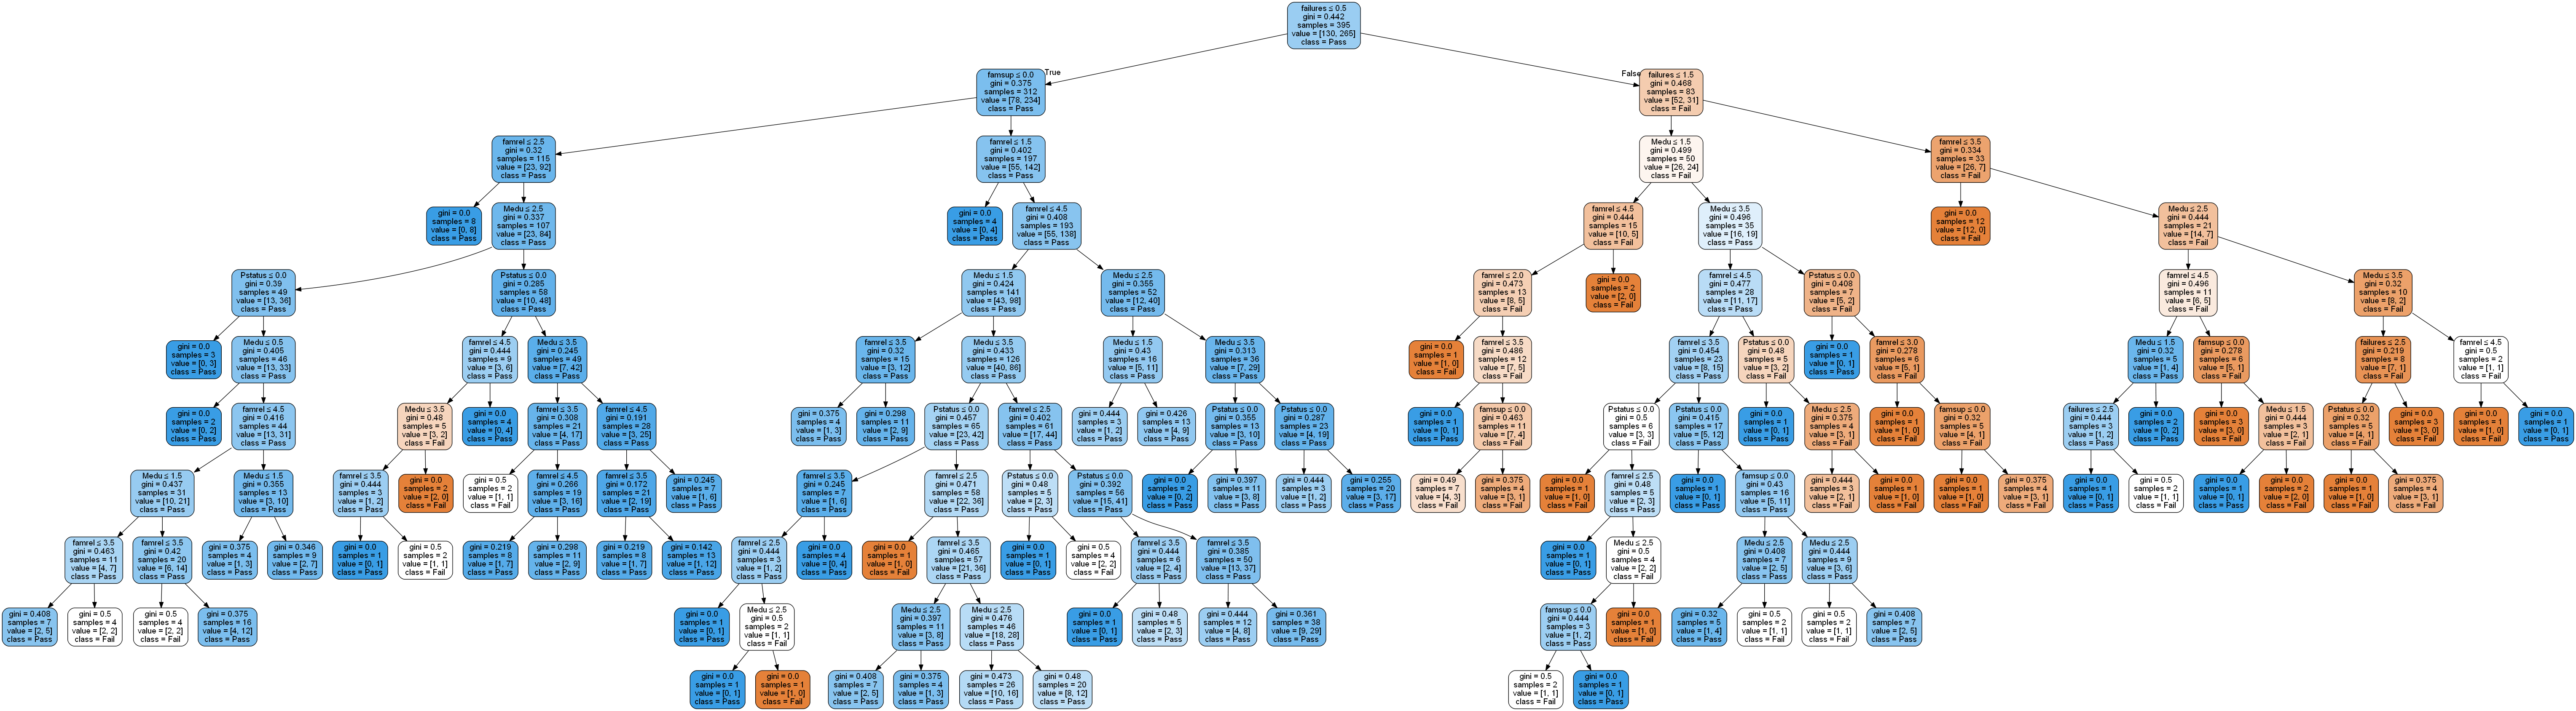 failures ≤ 0.5
gini = 0.442
samples = 395
value = [130, 265]
class = Pass
True
False
famsup ≤ 0.0
gini = 0.375
samples = 312
value = [78, 234]
class = Pass
failures ≤ 1.5
gini = 0.468
samples = 83
value = [52, 31]
class = Fail
famrel ≤ 2.5
gini = 0.32
samples = 115
value = [23, 92]
class = Pass
famrel ≤ 1.5
gini = 0.402
samples = 197
value = [55, 142]
class = Pass
Medu ≤ 1.5
gini = 0.499
samples = 50
value = [26, 24]
class = Fail
famrel ≤ 3.5
gini = 0.334
samples = 33
value = [26, 7]
class = Fail
gini = 0.0
samples = 8
value = [0, 8]
class = Pass
Medu ≤ 2.5
gini = 0.337
samples = 107
value = [23, 84]
class = Pass
gini = 0.0
samples = 4
value = [0, 4]
class = Pass
famrel ≤ 4.5
gini = 0.408
samples = 193
value = [55, 138]
class = Pass
famrel ≤ 4.5
gini = 0.444
samples = 15
value = [10, 5]
class = Fail
Medu ≤ 3.5
gini = 0.496
samples = 35
value = [16, 19]
class = Pass
gini = 0.0
samples = 12
value = [12, 0]
class = Fail
Medu ≤ 2.5
gini = 0.444
samples = 21
value = [14, 7]
class = Fail
Pstatus ≤ 0.0
gini = 0.39
samples = 49
value = [13, 36]
class = Pass
Pstatus ≤ 0.0
gini = 0.285
samples = 58
value = [10, 48]
class = Pass
Medu ≤ 1.5
gini = 0.424
samples = 141
value = [43, 98]
class = Pass
Medu ≤ 2.5
gini = 0.355
samples = 52
value = [12, 40]
class = Pass
famrel ≤ 2.0
gini = 0.473
samples = 13
value = [8, 5]
class = Fail
gini = 0.0
samples = 2
value = [2, 0]
class = Fail
famrel ≤ 4.5
gini = 0.477
samples = 28
value = [11, 17]
class = Pass
Pstatus ≤ 0.0
gini = 0.408
samples = 7
value = [5, 2]
class = Fail
famrel ≤ 4.5
gini = 0.496
samples = 11
value = [6, 5]
class = Fail
Medu ≤ 3.5
gini = 0.32
samples = 10
value = [8, 2]
class = Fail
gini = 0.0
samples = 3
value = [0, 3]
class = Pass
Medu ≤ 0.5
gini = 0.405
samples = 46
value = [13, 33]
class = Pass
famrel ≤ 4.5
gini = 0.444
samples = 9
value = [3, 6]
class = Pass
Medu ≤ 3.5
gini = 0.245
samples = 49
value = [7, 42]
class = Pass
famrel ≤ 3.5
gini = 0.32
samples = 15
value = [3, 12]
class = Pass
Medu ≤ 3.5
gini = 0.433
samples = 126
value = [40, 86]
class = Pass
Medu ≤ 1.5
gini = 0.43
samples = 16
value = [5, 11]
class = Pass
Medu ≤ 3.5
gini = 0.313
samples = 36
value = [7, 29]
class = Pass
gini = 0.0
samples = 1
value = [1, 0]
class = Fail
famrel ≤ 3.5
gini = 0.486
samples = 12
value = [7, 5]
class = Fail
famrel ≤ 3.5
gini = 0.454
samples = 23
value = [8, 15]
class = Pass
Pstatus ≤ 0.0
gini = 0.48
samples = 5
value = [3, 2]
class = Fail
gini = 0.0
samples = 1
value = [0, 1]
class = Pass
famrel ≤ 3.0
gini = 0.278
samples = 6
value = [5, 1]
class = Fail
Medu ≤ 1.5
gini = 0.32
samples = 5
value = [1, 4]
class = Pass
famsup ≤ 0.0
gini = 0.278
samples = 6
value = [5, 1]
class = Fail
failures ≤ 2.5
gini = 0.219
samples = 8
value = [7, 1]
class = Fail
famrel ≤ 4.5
gini = 0.5
samples = 2
value = [1, 1]
class = Fail
gini = 0.0
samples = 2
value = [0, 2]
class = Pass
famrel ≤ 4.5
gini = 0.416
samples = 44
value = [13, 31]
class = Pass
Medu ≤ 3.5
gini = 0.48
samples = 5
value = [3, 2]
class = Fail
gini = 0.0
samples = 4
value = [0, 4]
class = Pass
famrel ≤ 3.5
gini = 0.308
samples = 21
value = [4, 17]
class = Pass
famrel ≤ 4.5
gini = 0.191
samples = 28
value = [3, 25]
class = Pass
gini = 0.375
samples = 4
value = [1, 3]
class = Pass
gini = 0.298
samples = 11
value = [2, 9]
class = Pass
Pstatus ≤ 0.0
gini = 0.457
samples = 65
value = [23, 42]
class = Pass
famrel ≤ 2.5
gini = 0.402
samples = 61
value = [17, 44]
class = Pass
gini = 0.444
samples = 3
value = [1, 2]
class = Pass
gini = 0.426
samples = 13
value = [4, 9]
class = Pass
Pstatus ≤ 0.0
gini = 0.355
samples = 13
value = [3, 10]
class = Pass
Pstatus ≤ 0.0
gini = 0.287
samples = 23
value = [4, 19]
class = Pass
gini = 0.0
samples = 1
value = [0, 1]
class = Pass
famsup ≤ 0.0
gini = 0.463
samples = 11
value = [7, 4]
class = Fail
Pstatus ≤ 0.0
gini = 0.5
samples = 6
value = [3, 3]
class = Fail
Pstatus ≤ 0.0
gini = 0.415
samples = 17
value = [5, 12]
class = Pass
gini = 0.0
samples = 1
value = [0, 1]
class = Pass
Medu ≤ 2.5
gini = 0.375
samples = 4
value = [3, 1]
class = Fail
gini = 0.0
samples = 1
value = [1, 0]
class = Fail
famsup ≤ 0.0
gini = 0.32
samples = 5
value = [4, 1]
class = Fail
failures ≤ 2.5
gini = 0.444
samples = 3
value = [1, 2]
class = Pass
gini = 0.0
samples = 2
value = [0, 2]
class = Pass
gini = 0.0
samples = 3
value = [3, 0]
class = Fail
Medu ≤ 1.5
gini = 0.444
samples = 3
value = [2, 1]
class = Fail
Pstatus ≤ 0.0
gini = 0.32
samples = 5
value = [4, 1]
class = Fail
gini = 0.0
samples = 3
value = [3, 0]
class = Fail
gini = 0.0
samples = 1
value = [1, 0]
class = Fail
gini = 0.0
samples = 1
value = [0, 1]
class = Pass
Medu ≤ 1.5
gini = 0.437
samples = 31
value = [10, 21]
class = Pass
Medu ≤ 1.5
gini = 0.355
samples = 13
value = [3, 10]
class = Pass
famrel ≤ 3.5
gini = 0.444
samples = 3
value = [1, 2]
class = Pass
gini = 0.0
samples = 2
value = [2, 0]
class = Fail
gini = 0.5
samples = 2
value = [1, 1]
class = Fail
famrel ≤ 4.5
gini = 0.266
samples = 19
value = [3, 16]
class = Pass
famrel ≤ 3.5
gini = 0.172
samples = 21
value = [2, 19]
class = Pass
gini = 0.245
samples = 7
value = [1, 6]
class = Pass
famrel ≤ 3.5
gini = 0.245
samples = 7
value = [1, 6]
class = Pass
famrel ≤ 2.5
gini = 0.471
samples = 58
value = [22, 36]
class = Pass
Pstatus ≤ 0.0
gini = 0.48
samples = 5
value = [2, 3]
class = Pass
Pstatus ≤ 0.0
gini = 0.392
samples = 56
value = [15, 41]
class = Pass
gini = 0.0
samples = 2
value = [0, 2]
class = Pass
gini = 0.397
samples = 11
value = [3, 8]
class = Pass
gini = 0.444
samples = 3
value = [1, 2]
class = Pass
gini = 0.255
samples = 20
value = [3, 17]
class = Pass
gini = 0.49
samples = 7
value = [4, 3]
class = Fail
gini = 0.375
samples = 4
value = [3, 1]
class = Fail
gini = 0.0
samples = 1
value = [1, 0]
class = Fail
famrel ≤ 2.5
gini = 0.48
samples = 5
value = [2, 3]
class = Pass
gini = 0.0
samples = 1
value = [0, 1]
class = Pass
famsup ≤ 0.0
gini = 0.43
samples = 16
value = [5, 11]
class = Pass
gini = 0.444
samples = 3
value = [2, 1]
class = Fail
gini = 0.0
samples = 1
value = [1, 0]
class = Fail
gini = 0.0
samples = 1
value = [1, 0]
class = Fail
gini = 0.375
samples = 4
value = [3, 1]
class = Fail
gini = 0.0
samples = 1
value = [0, 1]
class = Pass
gini = 0.5
samples = 2
value = [1, 1]
class = Fail
gini = 0.0
samples = 1
value = [0, 1]
class = Pass
gini = 0.0
samples = 2
value = [2, 0]
class = Fail
gini = 0.0
samples = 1
value = [1, 0]
class = Fail
gini = 0.375
samples = 4
value = [3, 1]
class = Fail
famrel ≤ 3.5
gini = 0.463
samples = 11
value = [4, 7]
class = Pass
famrel ≤ 3.5
gini = 0.42
samples = 20
value = [6, 14]
class = Pass
gini = 0.375
samples = 4
value = [1, 3]
class = Pass
gini = 0.346
samples = 9
value = [2, 7]
class = Pass
gini = 0.0
samples = 1
value = [0, 1]
class = Pass
gini = 0.5
samples = 2
value = [1, 1]
class = Fail
gini = 0.219
samples = 8
value = [1, 7]
class = Pass
gini = 0.298
samples = 11
value = [2, 9]
class = Pass
gini = 0.219
samples = 8
value = [1, 7]
class = Pass
gini = 0.142
samples = 13
value = [1, 12]
class = Pass
famrel ≤ 2.5
gini = 0.444
samples = 3
value = [1, 2]
class = Pass
gini = 0.0
samples = 4
value = [0, 4]
class = Pass
gini = 0.0
samples = 1
value = [1, 0]
class = Fail
famrel ≤ 3.5
gini = 0.465
samples = 57
value = [21, 36]
class = Pass
gini = 0.0
samples = 1
value = [0, 1]
class = Pass
gini = 0.5
samples = 4
value = [2, 2]
class = Fail
famrel ≤ 3.5
gini = 0.444
samples = 6
value = [2, 4]
class = Pass
famrel ≤ 3.5
gini = 0.385
samples = 50
value = [13, 37]
class = Pass
gini = 0.0
samples = 1
value = [0, 1]
class = Pass
Medu ≤ 2.5
gini = 0.5
samples = 4
value = [2, 2]
class = Fail
Medu ≤ 2.5
gini = 0.408
samples = 7
value = [2, 5]
class = Pass
Medu ≤ 2.5
gini = 0.444
samples = 9
value = [3, 6]
class = Pass
gini = 0.408
samples = 7
value = [2, 5]
class = Pass
gini = 0.5
samples = 4
value = [2, 2]
class = Fail
gini = 0.5
samples = 4
value = [2, 2]
class = Fail
gini = 0.375
samples = 16
value = [4, 12]
class = Pass
gini = 0.0
samples = 1
value = [0, 1]
class = Pass
Medu ≤ 2.5
gini = 0.5
samples = 2
value = [1, 1]
class = Fail
Medu ≤ 2.5
gini = 0.397
samples = 11
value = [3, 8]
class = Pass
Medu ≤ 2.5
gini = 0.476
samples = 46
value = [18, 28]
class = Pass
gini = 0.0
samples = 1
value = [0, 1]
class = Pass
gini = 0.48
samples = 5
value = [2, 3]
class = Pass
gini = 0.444
samples = 12
value = [4, 8]
class = Pass
gini = 0.361
samples = 38
value = [9, 29]
class = Pass
famsup ≤ 0.0
gini = 0.444
samples = 3
value = [1, 2]
class = Pass
gini = 0.0
samples = 1
value = [1, 0]
class = Fail
gini = 0.32
samples = 5
value = [1, 4]
class = Pass
gini = 0.5
samples = 2
value = [1, 1]
class = Fail
gini = 0.5
samples = 2
value = [1, 1]
class = Fail
gini = 0.408
samples = 7
value = [2, 5]
class = Pass
gini = 0.0
samples = 1
value = [0, 1]
class = Pass
gini = 0.0
samples = 1
value = [1, 0]
class = Fail
gini = 0.408
samples = 7
value = [2, 5]
class = Pass
gini = 0.375
samples = 4
value = [1, 3]
class = Pass
gini = 0.473
samples = 26
value = [10, 16]
class = Pass
gini = 0.48
samples = 20
value = [8, 12]
class = Pass
gini = 0.5
samples = 2
value = [1, 1]
class = Fail
gini = 0.0
samples = 1
value = [0, 1]
class = Pass